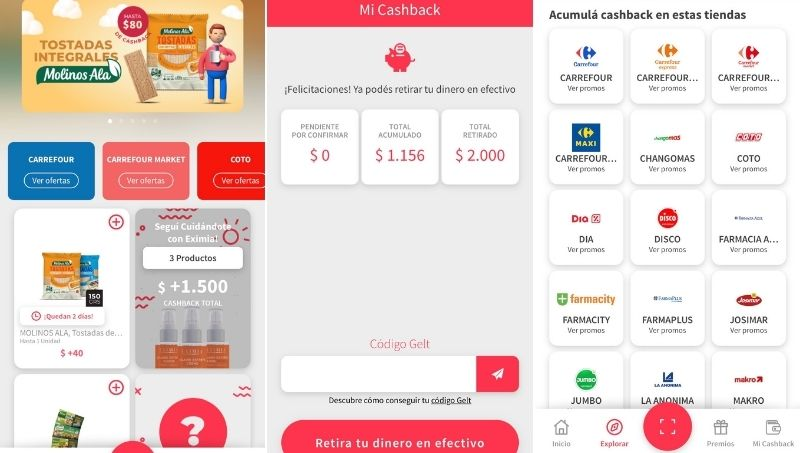 HASTA
$80
DE CASHBACK
TOSTADAS
INTEGRALES
Molinos Ala
TOSTADAS
CARREFOUR
Ver ofertas
CARREFOUR MARKET
Ver ofertas
COTO
Ver ofertas
Molinos Ala
TOSTADAS
150
GRS
¡Quedan 2 días!
MOLINOS ALA, Tostadas de...
Hasta 1 Unidad
$ +40
Seguí Cuidándote
con Eximia!
3 Productos
$ +1.500
CASHBACK TOTAL
EXIMIA
?
Mi Cashback
¡Felicitaciones! Ya podés retirar tu dinero en efectivo
PENDIENTE
POR CONFIRMAR
$ 0
TOTAL
ACUMULADO
$ 1.156
TOTAL
RETIRADO
$ 2.000
Código Gelt
Descubre cómo conseguir tu código Gelt
Retira tu dinero en efectivo
Acumulá cashback en estas tiendas
Carrefour
CARREFOUR
Ver promos
Carrefour
express
CARREFOUR...
Ver promos
Carrefour
market
CARREFOUR...
Ver promos
Carrefour
MAXI
CARREFOUR...
Ver promos
changomas
CHANGOMAS
Ver promos
COTO
COTO
Ver promos
Dia %
DIA
Ver promos
DISCO
DISCO
Ver promos
Farmacia Azul
FARMACIA A...
Ver promos
farmacity
FARMACITY
Ver promos
FARMAPLUS
FARMAPLUS
Ver promos
Josimar
JOSIMAR
Ver promos
JUMBO
JUMBO
LA ANONIMA
LA ANONIMA
makro
MAKRO
Inicio
Explorar
Premios
Mi Cashback